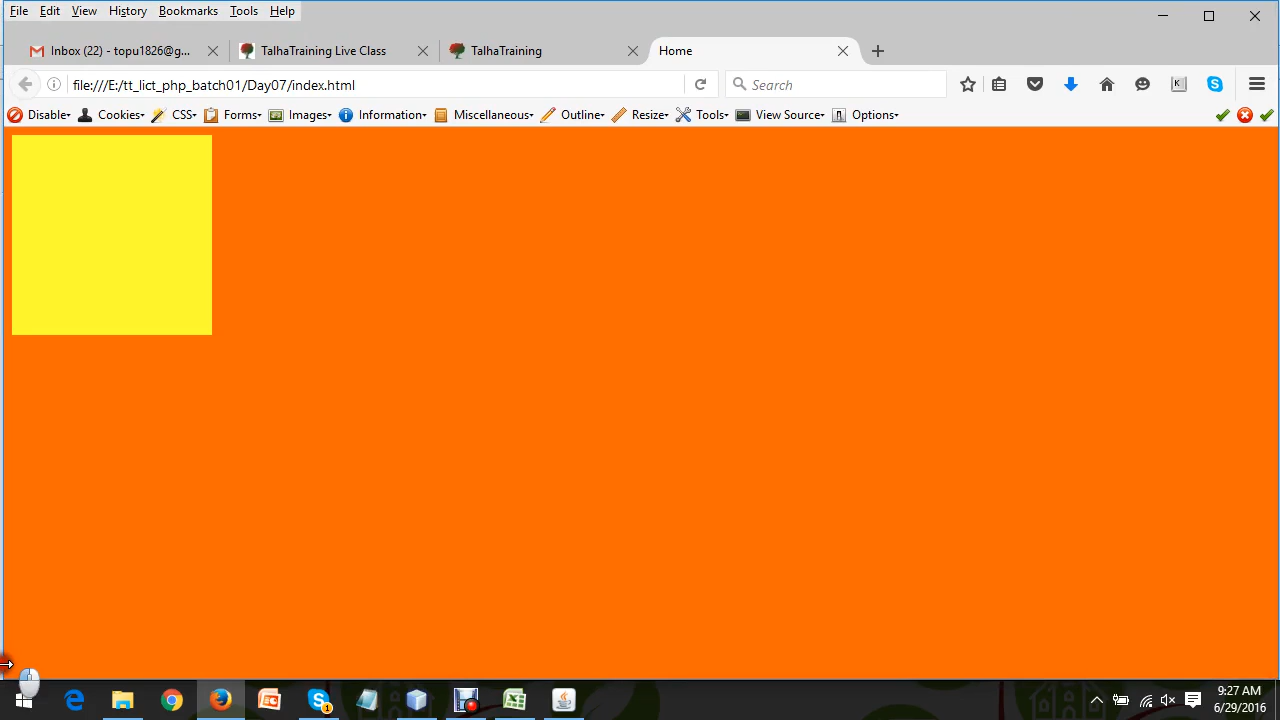 File Edit View History Bookmarks Tools Help
Inbox (22) - topu1826@g... TalhaTraining Live Class TalhaTraining Home
file:///E:/tt_lict_php_batch01/Day07/index.html Search
Disable Cookies CSS Forms Images Information Miscellaneous Outline Resize Tools View Source Options
9:27 AM
6/29/2016